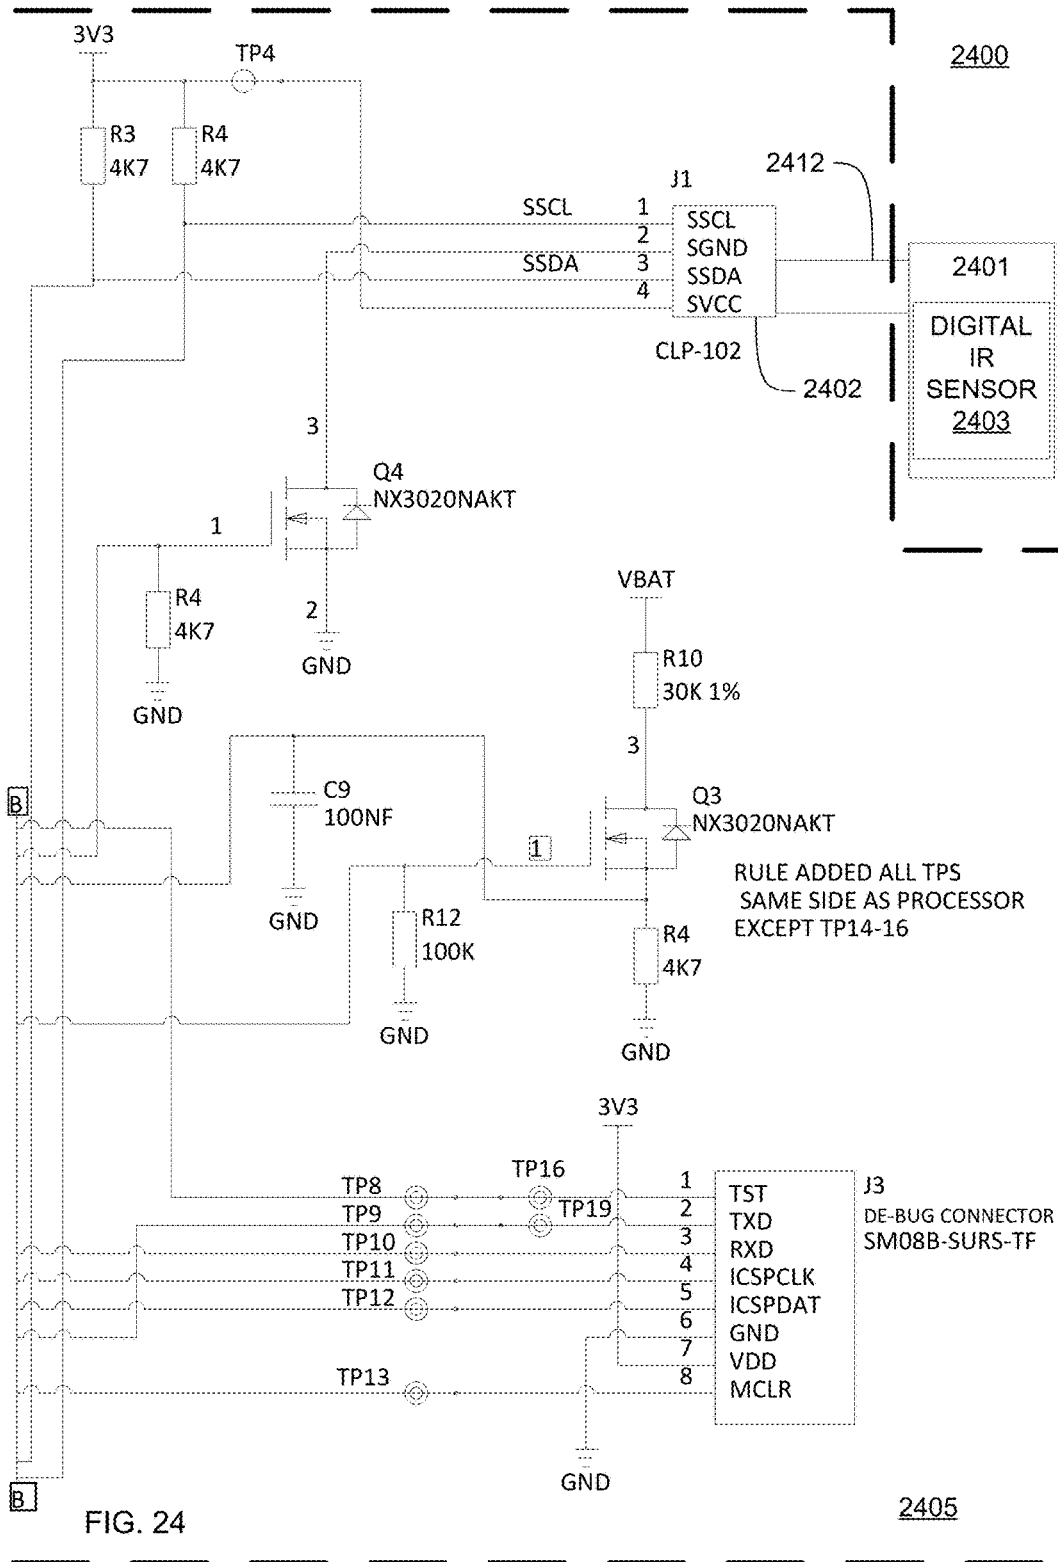 3V3
TP4
2400
R3
4K7
R4
4K7
2412
J1
SSCL
1
SSCL
2
SGND
SSDA
3
SSDA
4
SVCC
2401
DIGITAL
IR
SENSOR
2403
CLP-102
2402
3
Q4
NX3020NAKT
1
R4
4K7
2
GND
GND
VBAT
R10
30K 1%
3
B
C9
100NF
Q3
NX3020NAKT
1
GND
RULE ADDED ALL TPS
SAME SIDE AS PROCESSOR
EXCEPT TP14-16
R12
100K
R4
4K7
GND
GND
3V3
TP8
TP16
1
TST
J3
TP9
TP19
2
TXD
DE-BUG CONNECTOR
TP10
3
RXD
SM08B-SURS-TF
TP11
4
ICSPCLK
TP12
5
ICSPDAT
6
GND
7
VDD
TP13
8
MCLR
GND
B
FIG. 24
2405